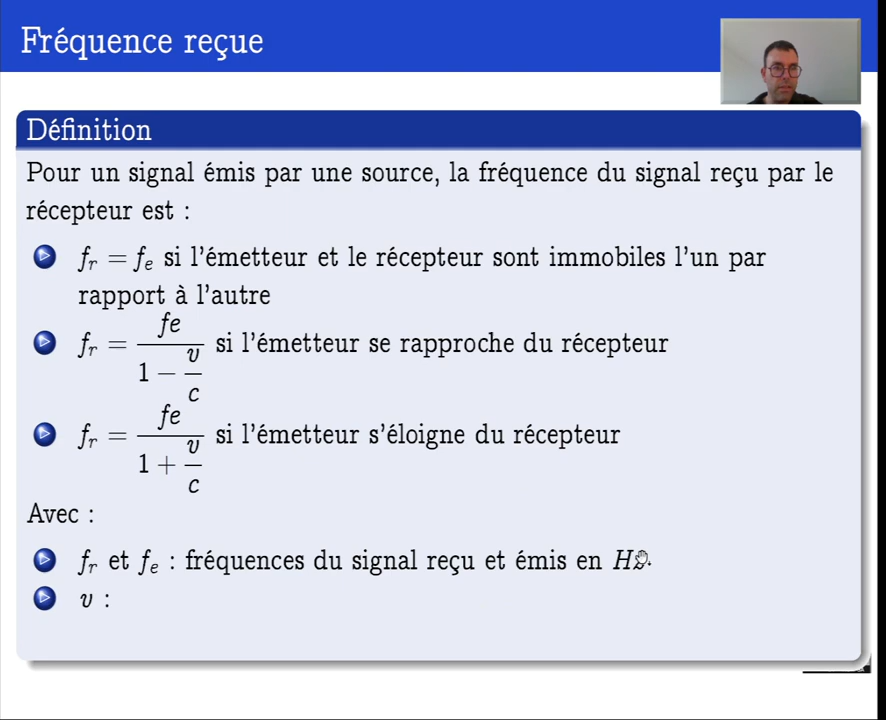 Fréquence reçue
Définition
Pour un signal émis par une source, la fréquence du signal reçu par le
récepteur est :
f_r = f_e si l'émetteur et le récepteur sont immobiles l'un par
rapport à l'autre
f_r = fe / (1 − v/c) si l'émetteur se rapproche du récepteur
f_r = fe / (1 + v/c) si l'émetteur s'éloigne du récepteur
Avec :
f_r et f_e : fréquences du signal reçu et émis en
v :